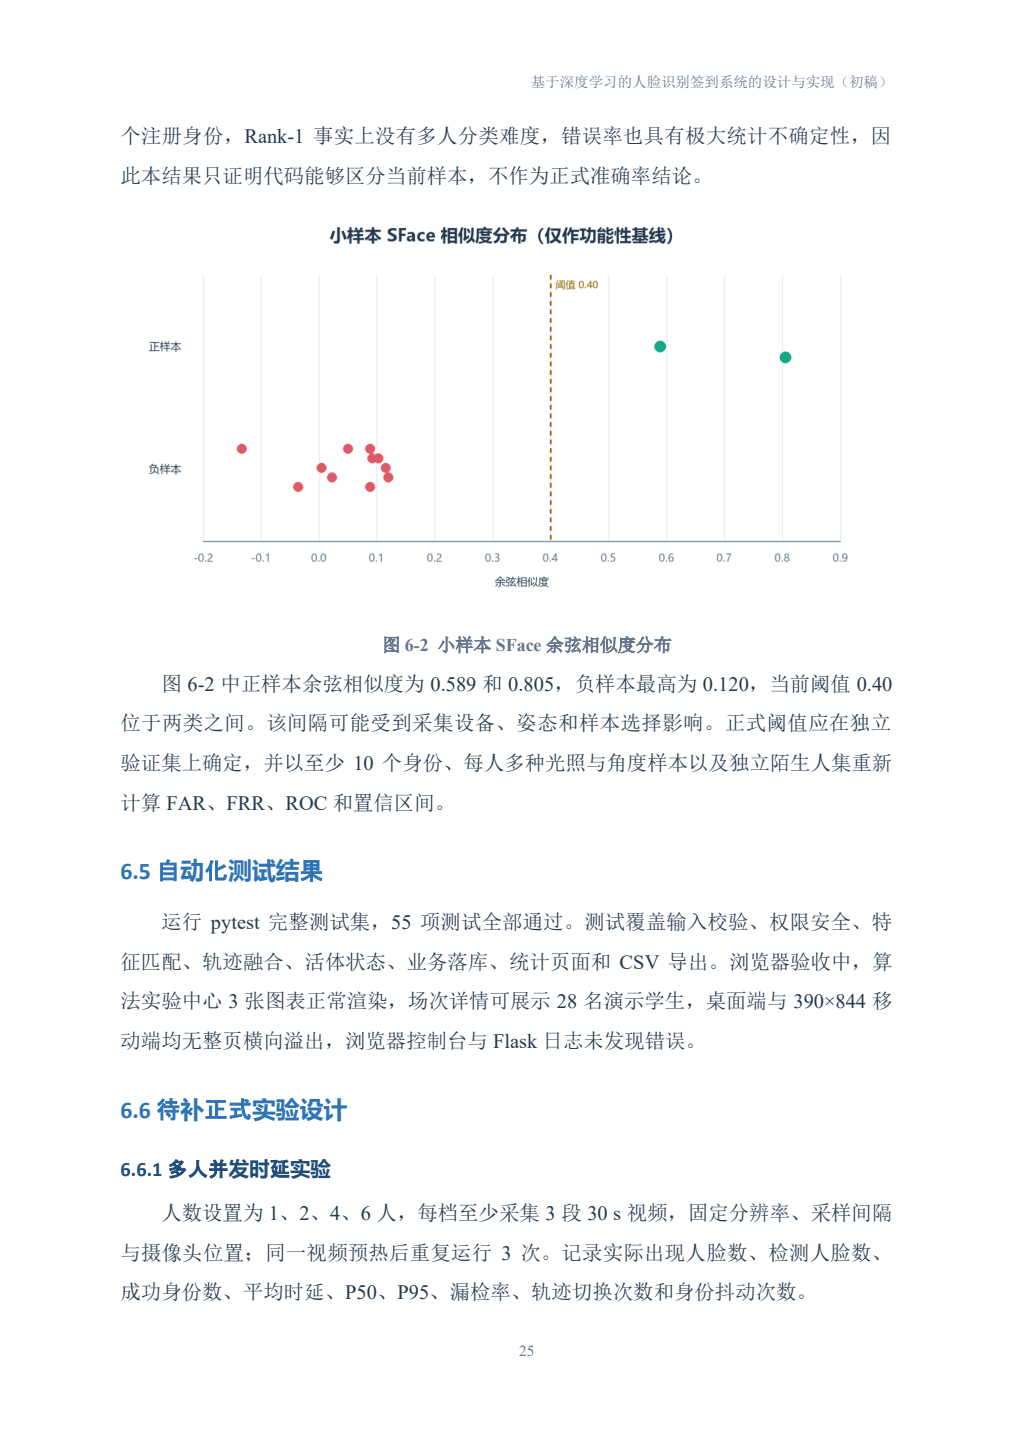 基于深度学习的人脸识别签到系统的设计与实现（初稿）
个注册身份，Rank-1 事实上没有多人分类难度，错误率也具有极大统计不确定性，因
此本结果只证明代码能够区分当前样本，不作为正式准确率结论。
小样本 SFace 相似度分布（仅作功能性基线）
阈值 0.40
正样本
负样本
-0.2 -0.1 0.0 0.1 0.2 0.3 0.4 0.5 0.6 0.7 0.8 0.9
余弦相似度
图 6-2 小样本 SFace 余弦相似度分布
图 6-2 中正样本余弦相似度为 0.589 和 0.805，负样本最高为 0.120，当前阈值 0.40
位于两类之间。该间隔可能受到采集设备、姿态和样本选择影响。正式阈值应在独立
验证集上确定，并以至少 10 个身份、每人多种光照与角度样本以及独立陌生人集重新
计算 FAR、FRR、ROC 和置信区间。
6.5 自动化测试结果
运行 pytest 完整测试集，55 项测试全部通过。测试覆盖输入校验、权限安全、特
征匹配、轨迹融合、活体状态、业务落库、统计页面和 CSV 导出。浏览器验收中，算
法实验中心 3 张图表正常渲染，场次详情可展示 28 名演示学生，桌面端与 390×844 移
动端均无整页横向溢出，浏览器控制台与 Flask 日志未发现错误。
6.6 待补正式实验设计
6.6.1 多人并发时延实验
人数设置为 1、2、4、6 人，每档至少采集 3 段 30 s 视频，固定分辨率、采样间隔
与摄像头位置；同一视频预热后重复运行 3 次。记录实际出现人脸数、检测人脸数、
成功身份数、平均时延、P50、P95、漏检率、轨迹切换次数和身份抖动次数。
25